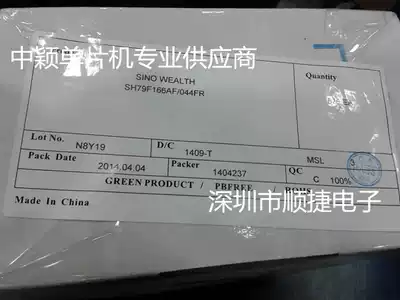 中颖单片机专业供应商
SINO WEALTH
SH79F166AF/044FR
Quantity
Lot No. N8Y19 D/C 1409-T MSL 3
Pack Date 2014.04.04 Packer 1404237 QC C 100%
GREEN PRODUCT / PBFREE / ROHS
Made In China
深圳市顺捷电子